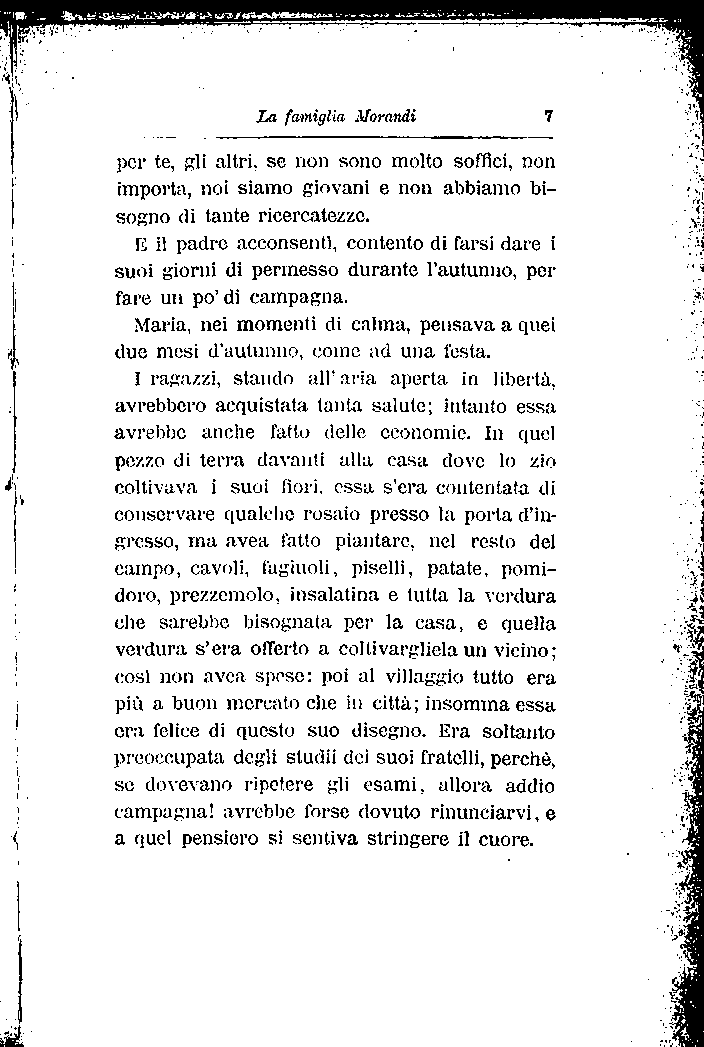 La famiglia Morandi 7
per te, gli altri, se non sono molto soffici, non
importa, noi siamo giovani e non abbiamo bi-
sogno di tante ricercatezze.
E il padre acconsentì, contento di farsi dare i
suoi giorni di permesso durante l'autunno, per
fare un po' di campagna.
Maria, nei momenti di calma, pensava a quei
due mesi d'autunno, come ad una festa.
I ragazzi, stando all'aria aperta in libertà,
avrebbero acquistata tanta salute; intanto essa
avrebbe anche fatto delle economie. In quel
pezzo di terra davanti alla casa dove lo zio
coltivava i suoi fiori, essa s'era contentata di
conservare qualche rosaio presso la porta d'in-
gresso, ma avea fatto piantare, nel resto del
campo, cavoli, fagiuoli, piselli, patate, pomi-
doro, prezzemolo, insalatina e tutta la verdura
che sarebbe bisognata per la casa, e quella
verdura s'era offerto a coltivargliela un vicino;
così non avea spese: poi al villaggio tutto era
più a buon mercato che in città; insomma essa
era felice di questo suo disegno. Era soltanto
preoccupata degli studii dei suoi fratelli, perchè,
se dovevano ripetere gli esami, allora addio
campagna! avrebbe forse dovuto rinunciarvi, e
a quel pensiero si sentiva stringere il cuore.